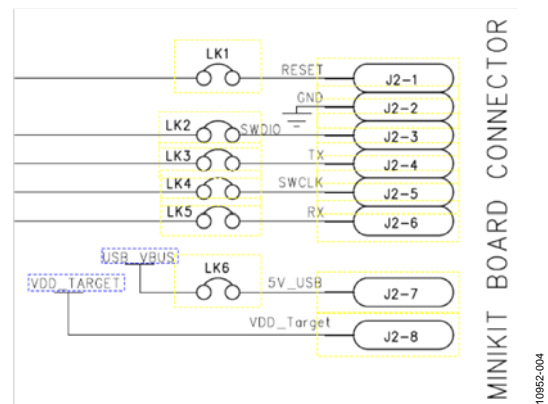 LK1
RESET
J2-1
GND
J2-2
LK2
SWDIO
J2-3
LK3
TX
J2-4
LK4
SWCLK
J2-5
LK5
RX
J2-6
USB_VBUS
LK6
VDD_TARGET
5V_USB
J2-7
VDD_Target
J2-8
MINIKIT BOARD CONNECTOR
10952-004